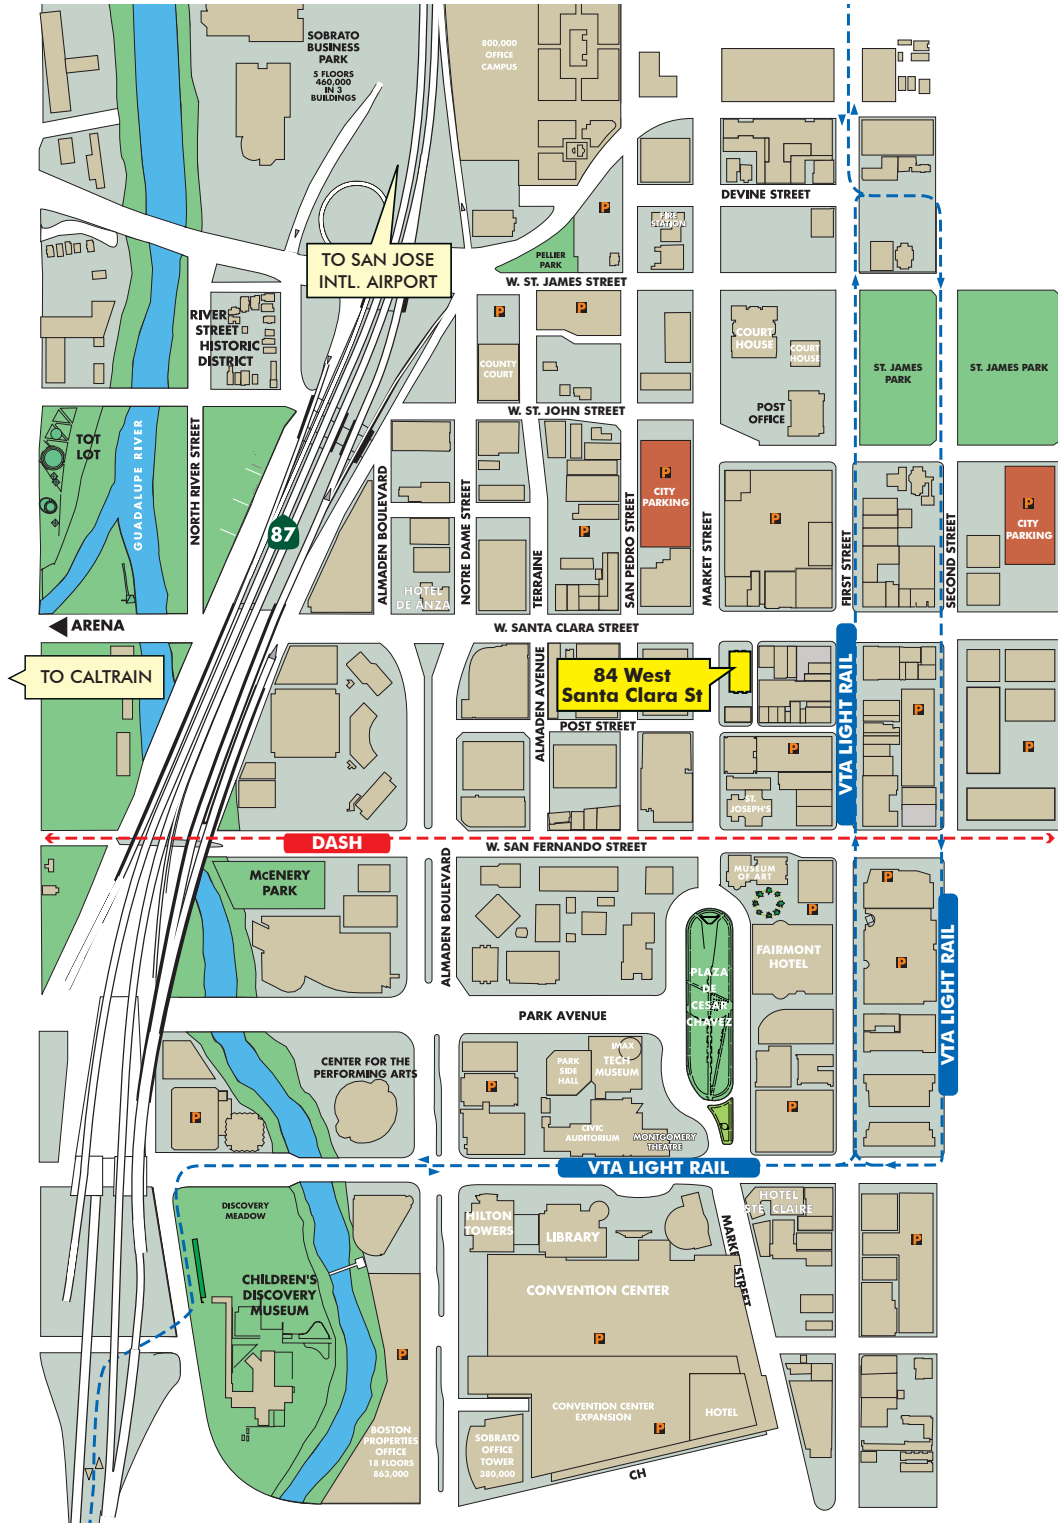 SOBRATO
BUSINESS
PARK
5 FLOORS
460,000
IN 3
BUILDINGS
800,000
OFFICE
CAMPUS
DEVINE STREET
P
FIRE
STATION
PELLIER
PARK
TO SAN JOSE
INTL. AIRPORT
W. ST. JAMES STREET
P
P
RIVER
STREET
HISTORIC
DISTRICT
COURT
HOUSE
COURT
HOUSE
COUNTY
COURT
ST. JAMES
PARK
ST. JAMES PARK
POST
OFFICE
W. ST. JOHN STREET
TOT
LOT
GUADALUPE RIVER
NORTH RIVER STREET
87
ALMADEN BOULEVARD
NOTRE DAME STREET
TERRAINE
SAN PEDRO STREET
MARKET STREET
FIRST STREET
SECOND STREET
P
CITY
PARKING
P
P
P
CITY
PARKING
HOTEL
DE ANZA
ARENA
W. SANTA CLARA STREET
TO CALTRAIN
84 West
Santa Clara St
ALMADEN AVENUE
POST STREET
VTA LIGHT RAIL
P
P
P
ST.
JOSEPH'S
DASH
W. SAN FERNANDO STREET
McENERY
PARK
ALMADEN BOULEVARD
MUSEUM
OF ART
P
P
FAIRMONT
HOTEL
P
PLAZA
DE
CESAR
CHAVEZ
VTA LIGHT RAIL
PARK AVENUE
CENTER FOR THE
PERFORMING ARTS
IMAX
TECH
MUSEUM
PARK
SIDE
HALL
P
P
P
CIVIC
AUDITORIUM
MONTGOMERY
THEATRE
VTA LIGHT RAIL
DISCOVERY
MEADOW
HILTON
TOWERS
LIBRARY
HOTEL
STE CLAIRE
MARKET STREET
P
CHILDREN'S
DISCOVERY
MUSEUM
CONVENTION CENTER
P
P
CONVENTION CENTER
EXPANSION
HOTEL
P
BOSTON
PROPERTIES
OFFICE
18 FLOORS
863,000
SOBRATO
OFFICE
TOWER
380,000
CH